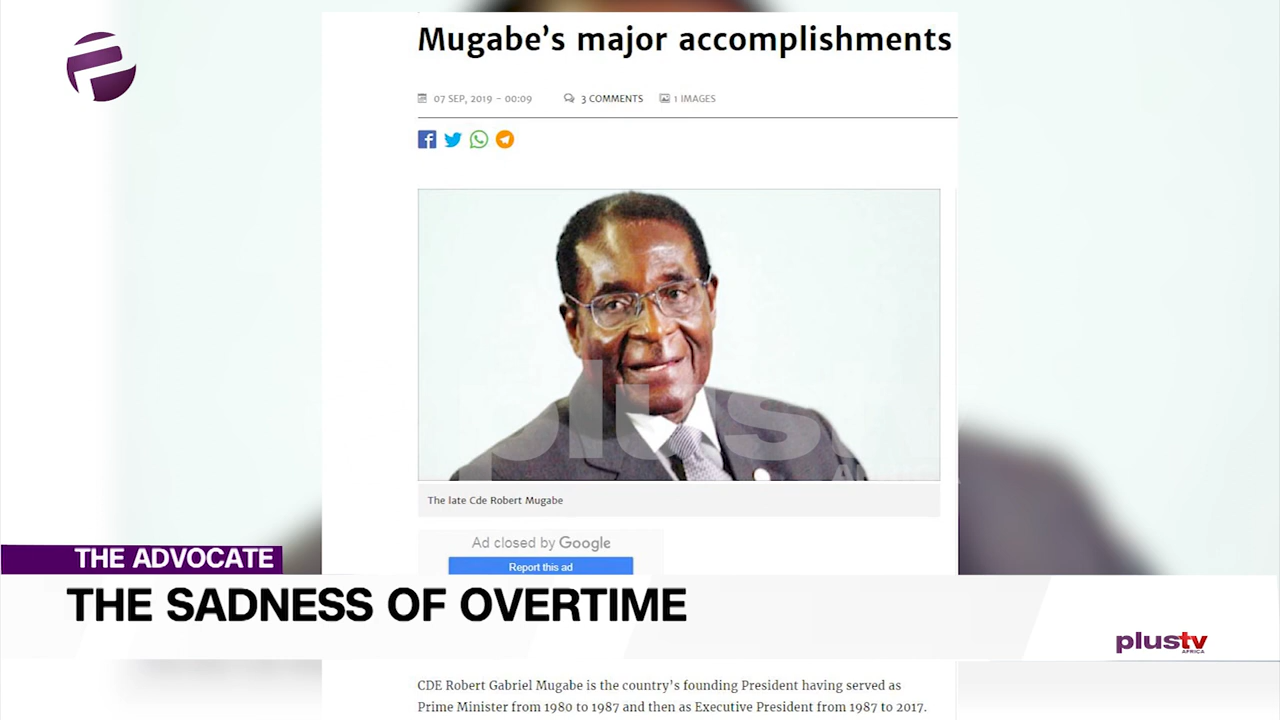 Mugabe's major accomplishments
07 SEP, 2019 - 00:09 3 COMMENTS 1 IMAGES
plus
The late Cde Robert Mugabe
Ad closed by Google
Report this ad
THE ADVOCATE
THE SADNESS OF OVERTIME
plustv
AFRICA
CDE Robert Gabriel Mugabe is the country's founding President having served as
Prime Minister from 1980 to 1987 and then as Executive President from 1987 to 2017.